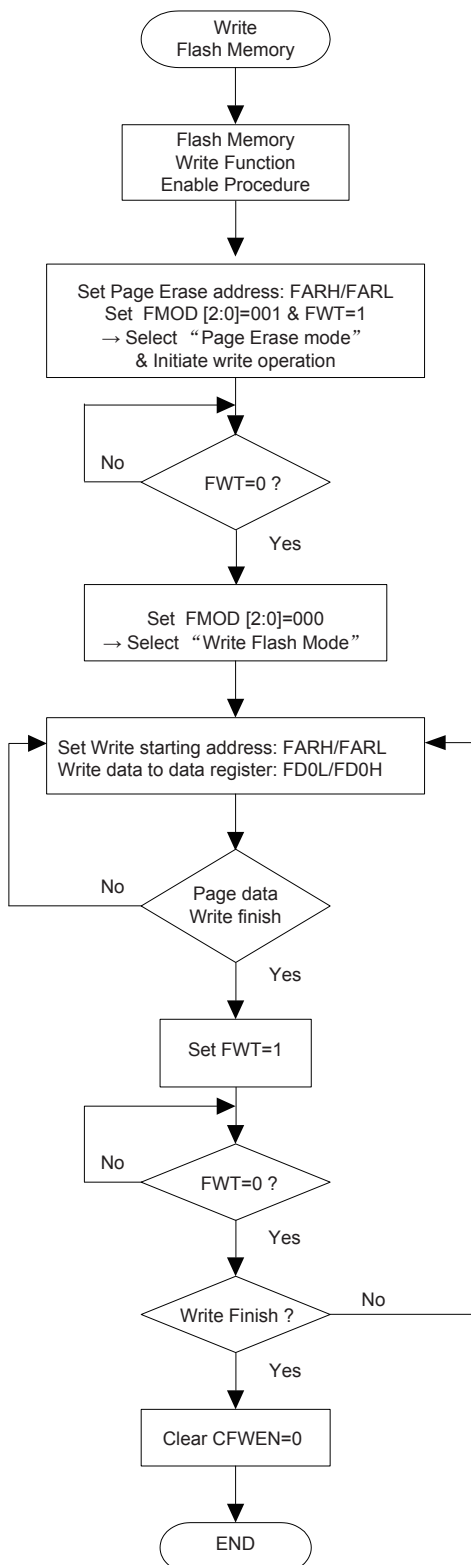 Write
Flash Memory
Flash Memory
Write Function
Enable Procedure
Set Page Erase address: FARH/FARL
Set FMOD [2:0]=001 & FWT=1
→ Select “Page Erase mode”
& Initiate write operation
No
FWT=0 ?
Yes
Set FMOD [2:0]=000
→ Select “Write Flash Mode”
Set Write starting address: FARH/FARL
Write data to data register: FD0L/FD0H
No
Page data
Write finish
Yes
Set FWT=1
No
FWT=0 ?
Yes
Write Finish ?
No
Yes
Clear CFWEN=0
END